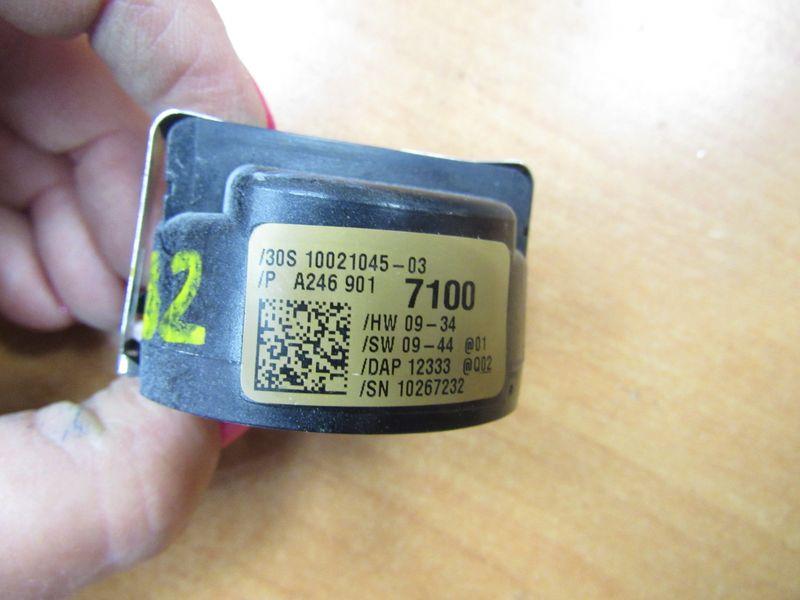 /30S 10021045-03
/P A246 901 7100
/HW 09-34
/SW 09-44 @01
/DAP 12333 @Q02
/SN 10267232